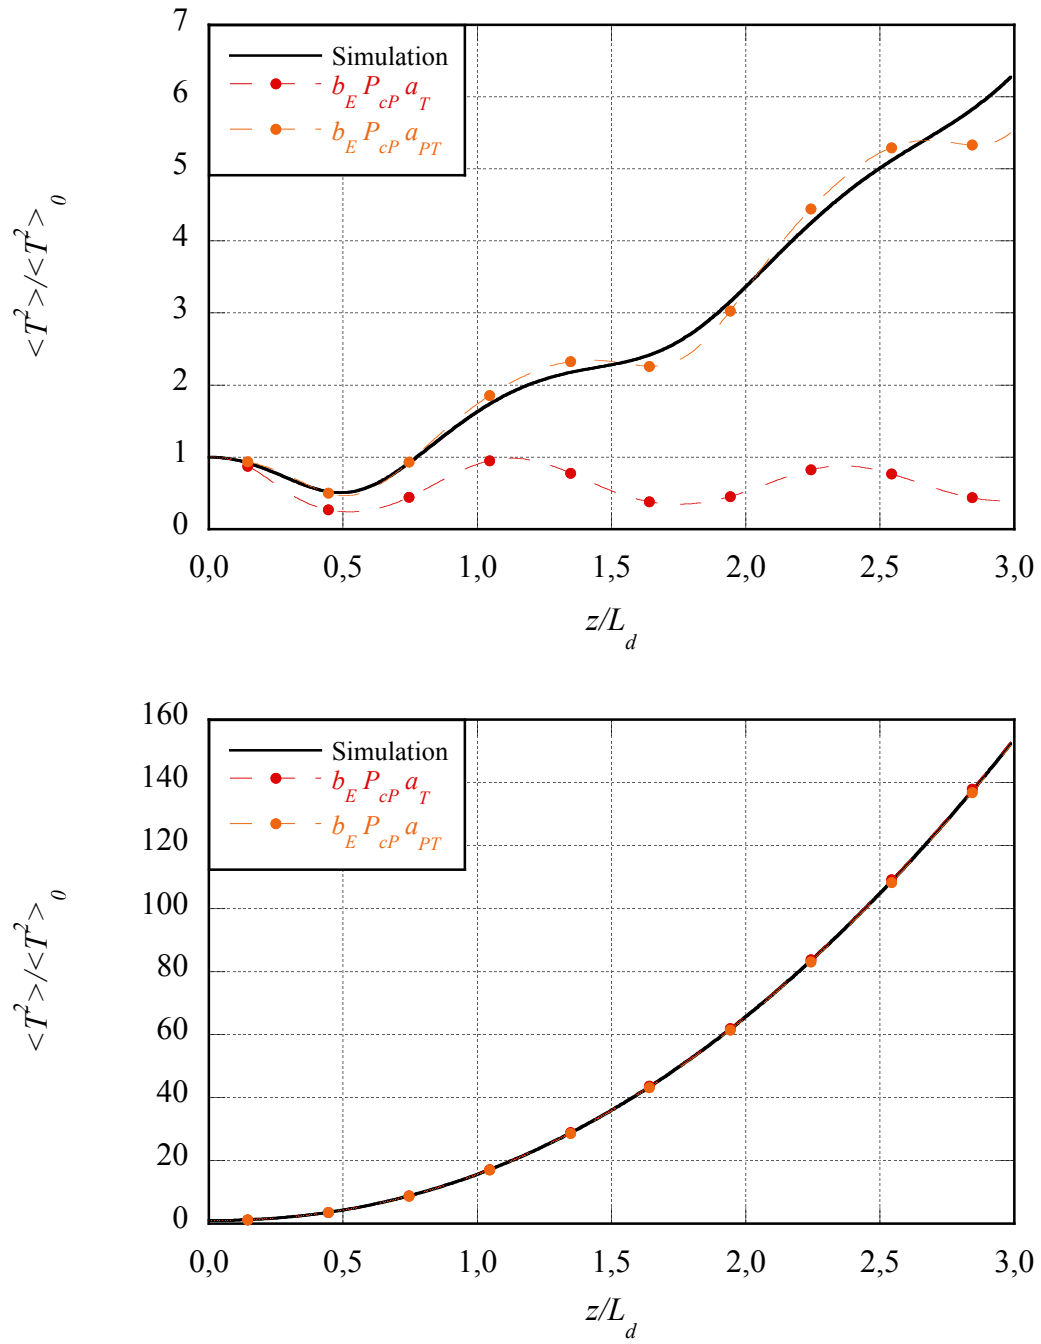 7
6
5
4
3
2
1
0
<T²>/<T²>₀
Simulation
b_E P_cP a_T
b_E P_cP a_PT
0,0 0,5 1,0 1,5 2,0 2,5 3,0
z/L_d
160
140
120
100
80
60
40
20
0
<T²>/<T²>₀
Simulation
b_E P_cP a_T
b_E P_cP a_PT
0,0 0,5 1,0 1,5 2,0 2,5 3,0
z/L_d